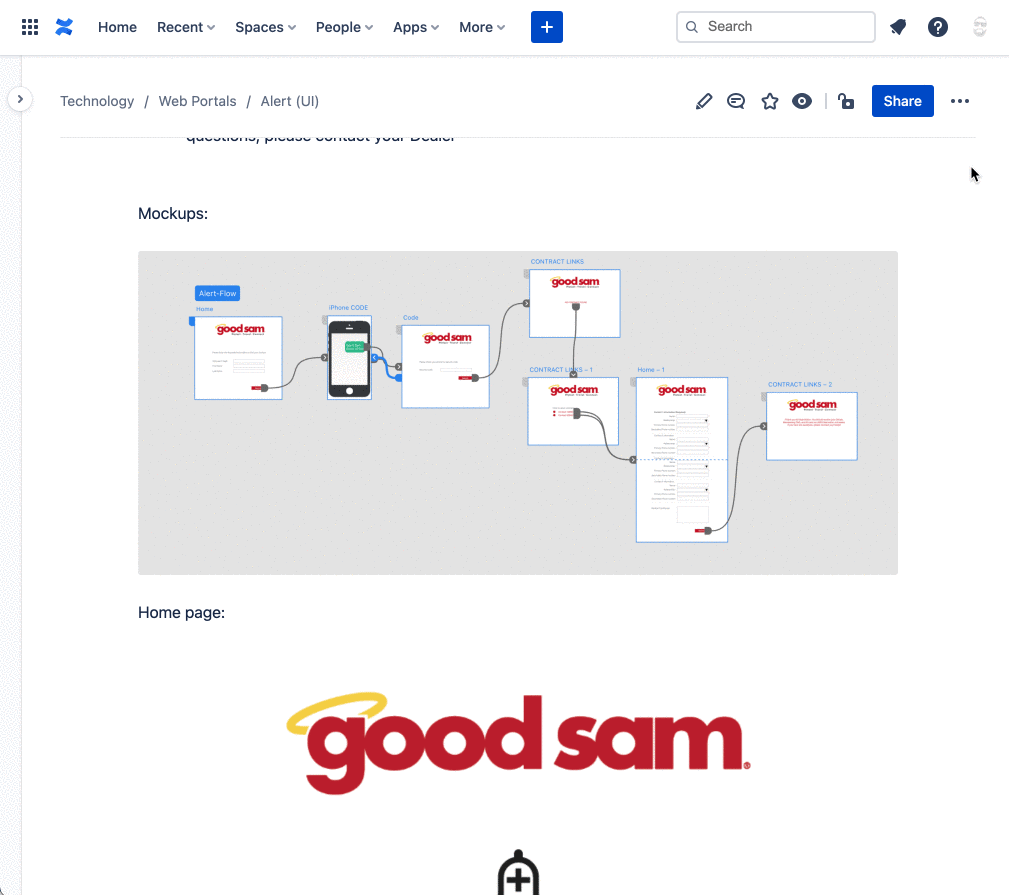 Home Recent Spaces People Apps More + Search ?
Technology / Web Portals / Alert (UI) Share
questions, please contact your Dealer
Mockups:
CONTRACT LINKS
good sam
Alert-Flow
Home
good sam
iPhone CODE
Code
good sam
CONTRACT LINKS – 1
good sam
Home – 1
good sam
CONTRACT LINKS – 2
good sam
Home page:
good sam